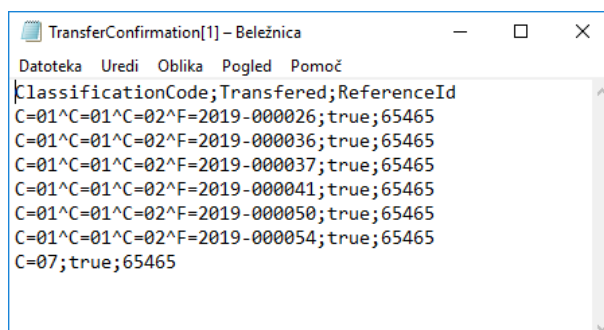 TransferConfirmation[1] – Beležnica
Datoteka Uredi Oblika Pogled Pomoč
ClassificationCode;Transfered;ReferenceId
C=01^C=01^C=02^F=2019-000026;true;65465
C=01^C=01^C=02^F=2019-000036;true;65465
C=01^C=01^C=02^F=2019-000037;true;65465
C=01^C=01^C=02^F=2019-000041;true;65465
C=01^C=01^C=02^F=2019-000050;true;65465
C=01^C=01^C=02^F=2019-000054;true;65465
C=07;true;65465